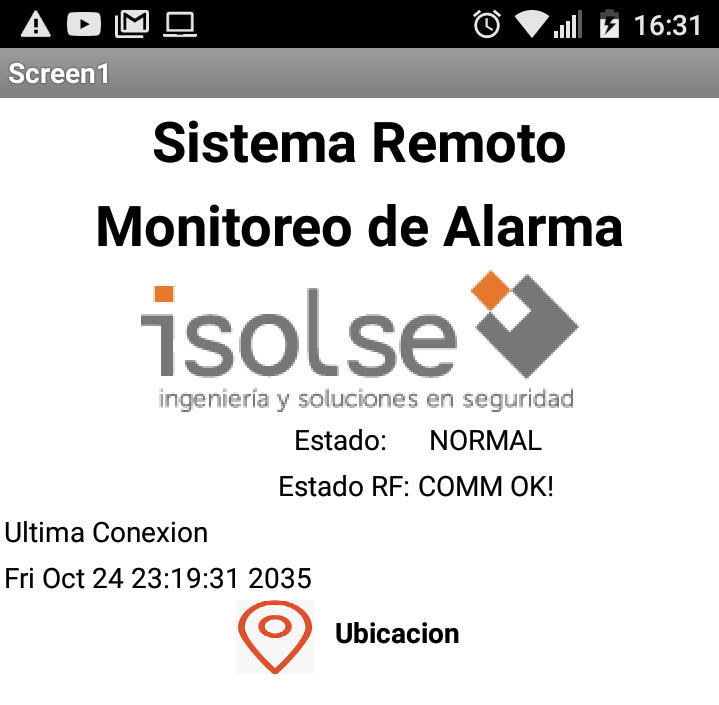 16:31
Screen1
Sistema Remoto
Monitoreo de Alarma
isolse
ingeniería y soluciones en seguridad
Estado: NORMAL
Estado RF: COMM OK!
Ultima Conexion
Fri Oct 24 23:19:31 2035
Ubicacion